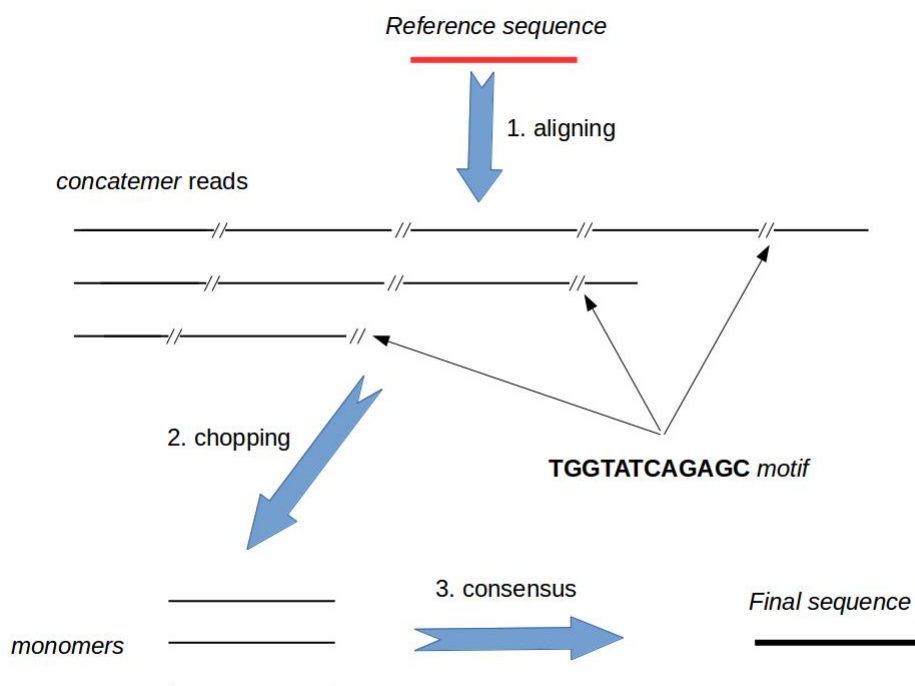 Reference sequence
1. aligning
concatemer reads
2. chopping
TGGTATCAGAGC motif
3. consensus
Final sequence
monomers